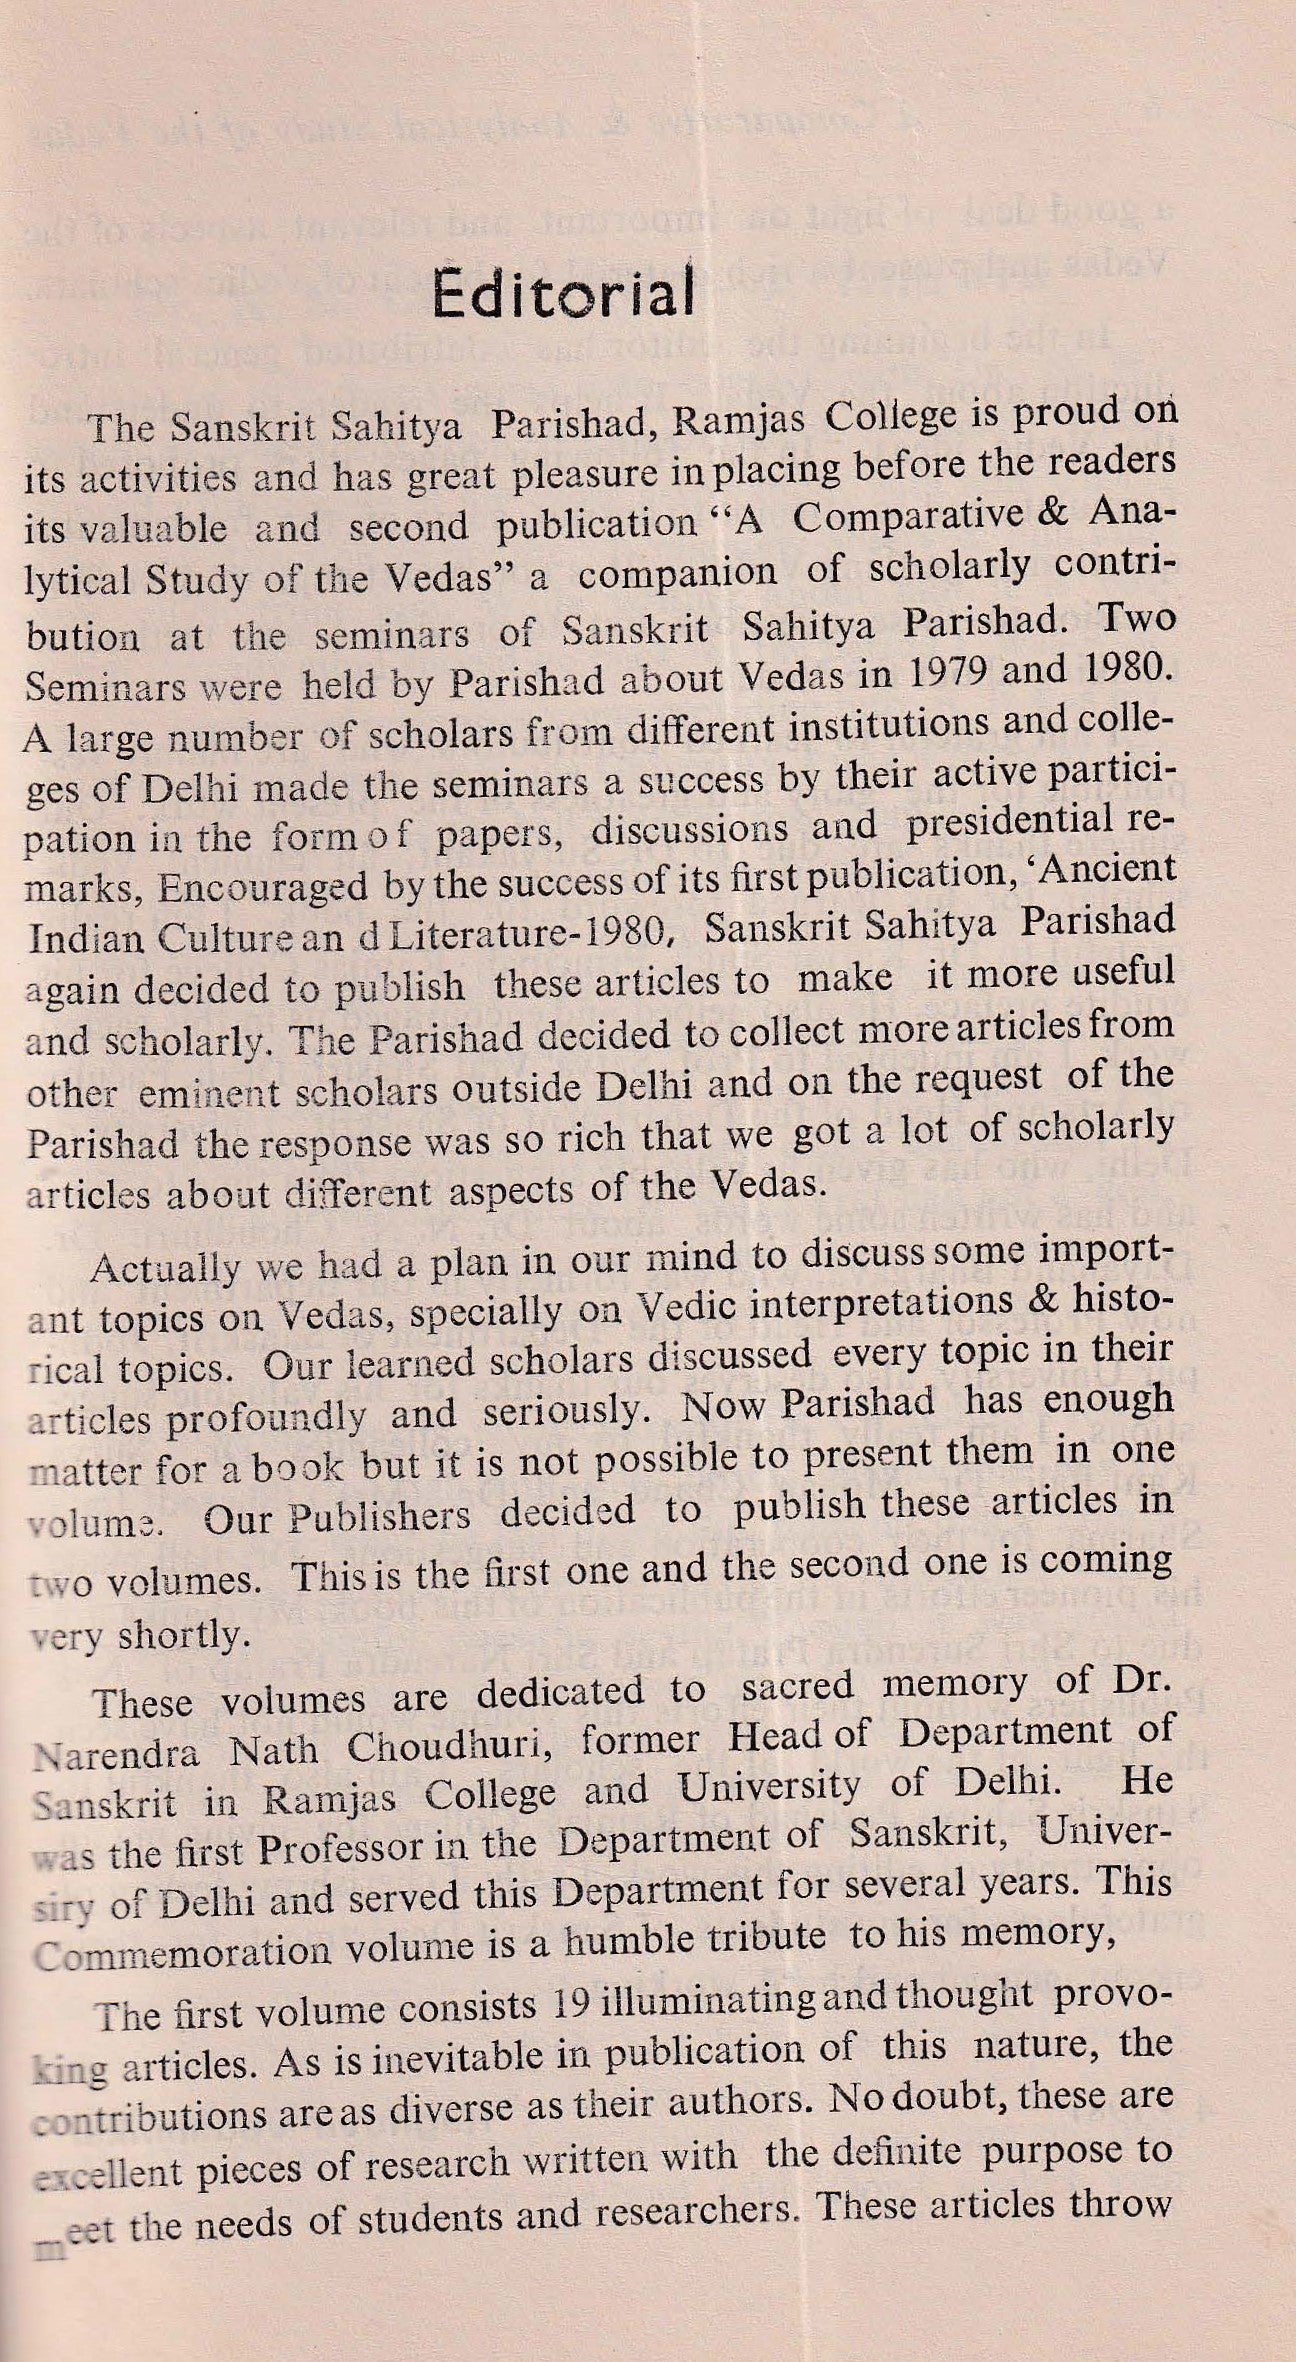 Editorial
The Sanskrit Sahitya Parishad, Ramjas College is proud on
its activities and has great pleasure in placing before the readers
its valuable and second publication "A Comparative & Ana-
lytical Study of the Vedas" a companion of scholarly contri-
bution at the seminars of Sanskrit Sahitya Parishad. Two
Seminars were held by Parishad about Vedas in 1979 and 1980.
A large number of scholars from different institutions and colle-
ges of Delhi made the seminars a success by their active partici-
pation in the form o f papers, discussions and presidential re-
marks, Encouraged by the success of its first publication, 'Ancient
Indian Culture an d Literature-1980, Sanskrit Sahitya Parishad
again decided to publish these articles to make it more useful
and scholarly. The Parishad decided to collect more articles from
other eminent scholars outside Delhi and on the request of the
Parishad the response was so rich that we got a lot of scholarly
articles about different aspects of the Vedas.
Actually we had a plan in our mind to discuss some import-
ant topics on Vedas, specially on Vedic interpretations & histo-
rical topics. Our learned scholars discussed every topic in their
articles profoundly and seriously. Now Parishad has enough
matter for a book but it is not possible to present them in one
volume. Our Publishers decided to publish these articles in
two volumes. This is the first one and the second one is coming
very shortly.
These volumes are dedicated to sacred memory of Dr.
Narendra Nath Choudhuri, former Head of Department of
Sanskrit in Ramjas College and University of Delhi. He
was the first Professor in the Department of Sanskrit, Univer-
siry of Delhi and served this Department for several years. This
Commemoration volume is a humble tribute to his memory,
The first volume consists 19 illuminating and thought provo-
king articles. As is inevitable in publication of this nature, the
contributions are as diverse as their authors. No doubt, these are
excellent pieces of research written with the definite purpose to
meet the needs of students and researchers. These articles throw